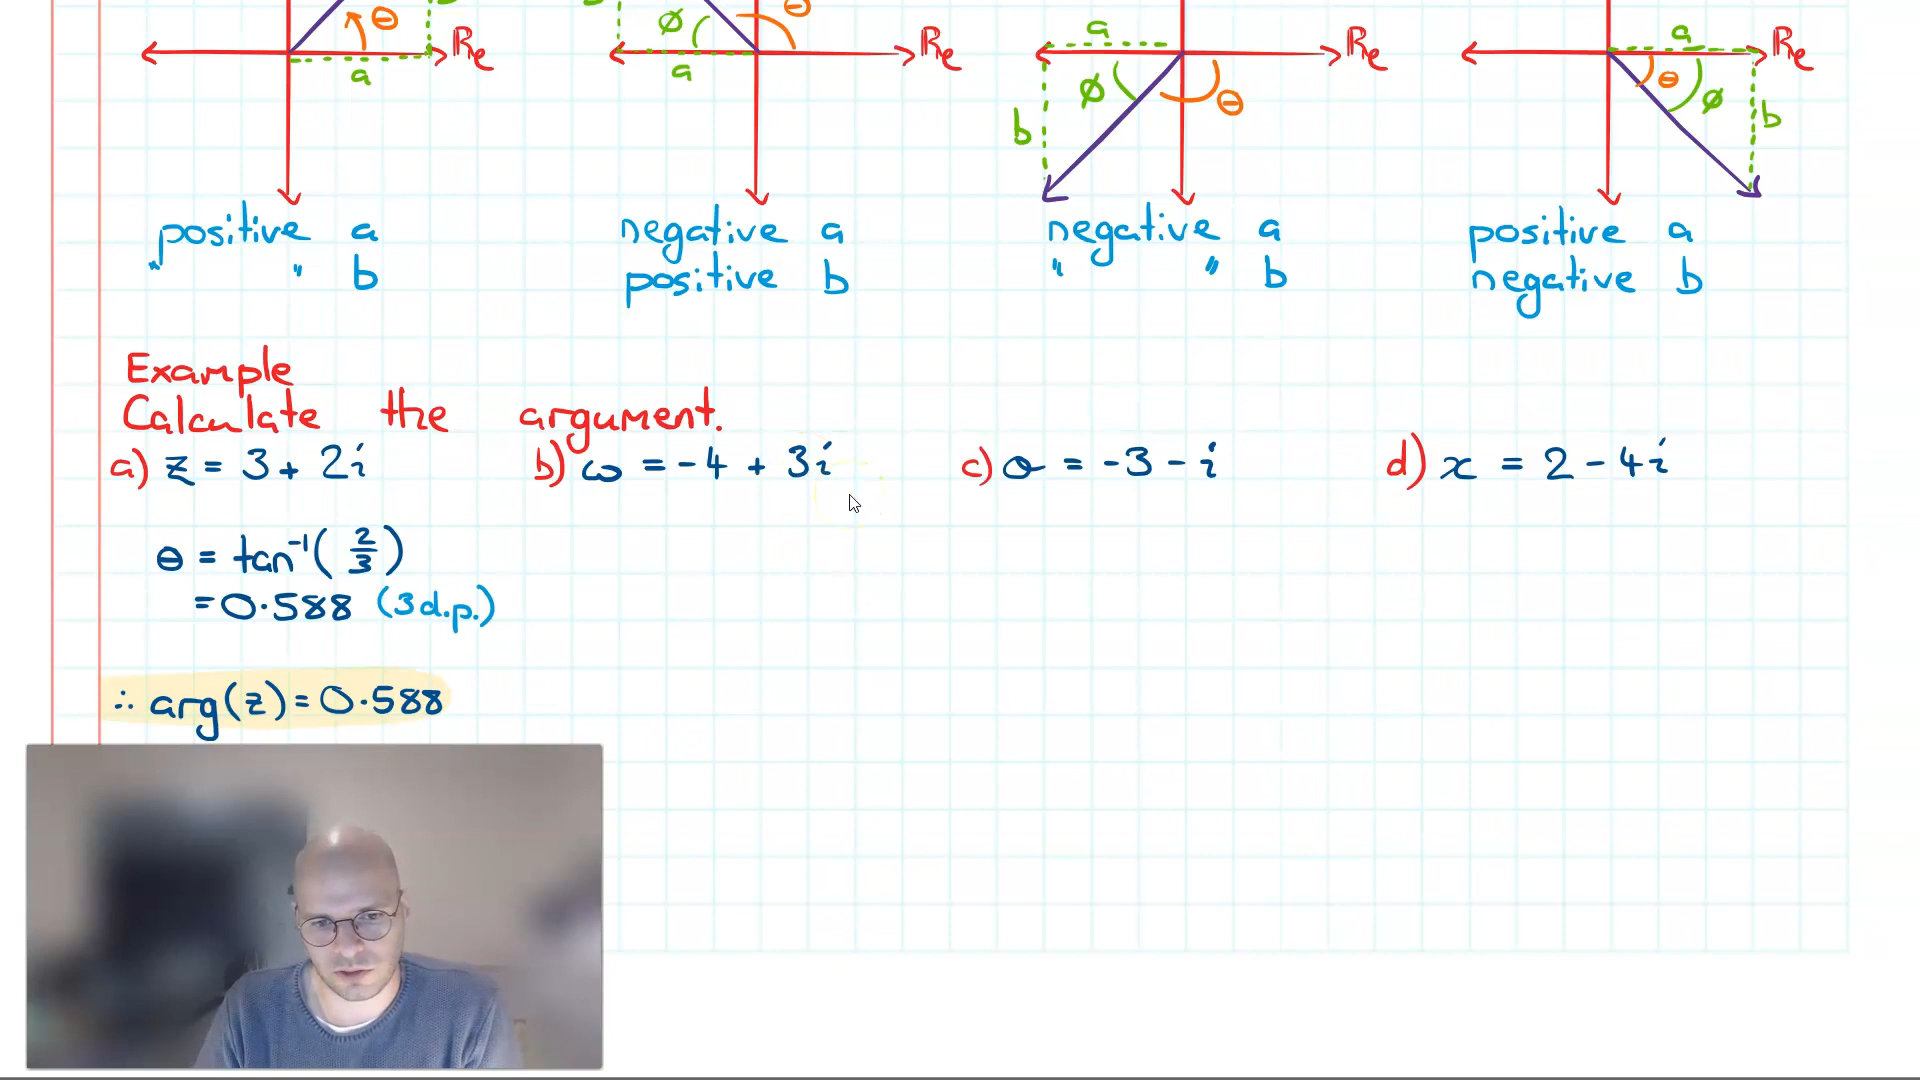 θ Re a
ϕ θ Re a
a Re ϕ θ b
a Re θ ϕ b
positive a
" " b
negative a
positive b
negative a
" " b
positive a
negative b
Example
Calculate the argument.
a) z = 3 + 2i
b) ω = -4 + 3i
c) σ = -3 - i
d) x = 2 - 4i
θ = tan⁻¹(2/3)
= 0.588 (3 d.p.)
∴ arg(z) = 0.588